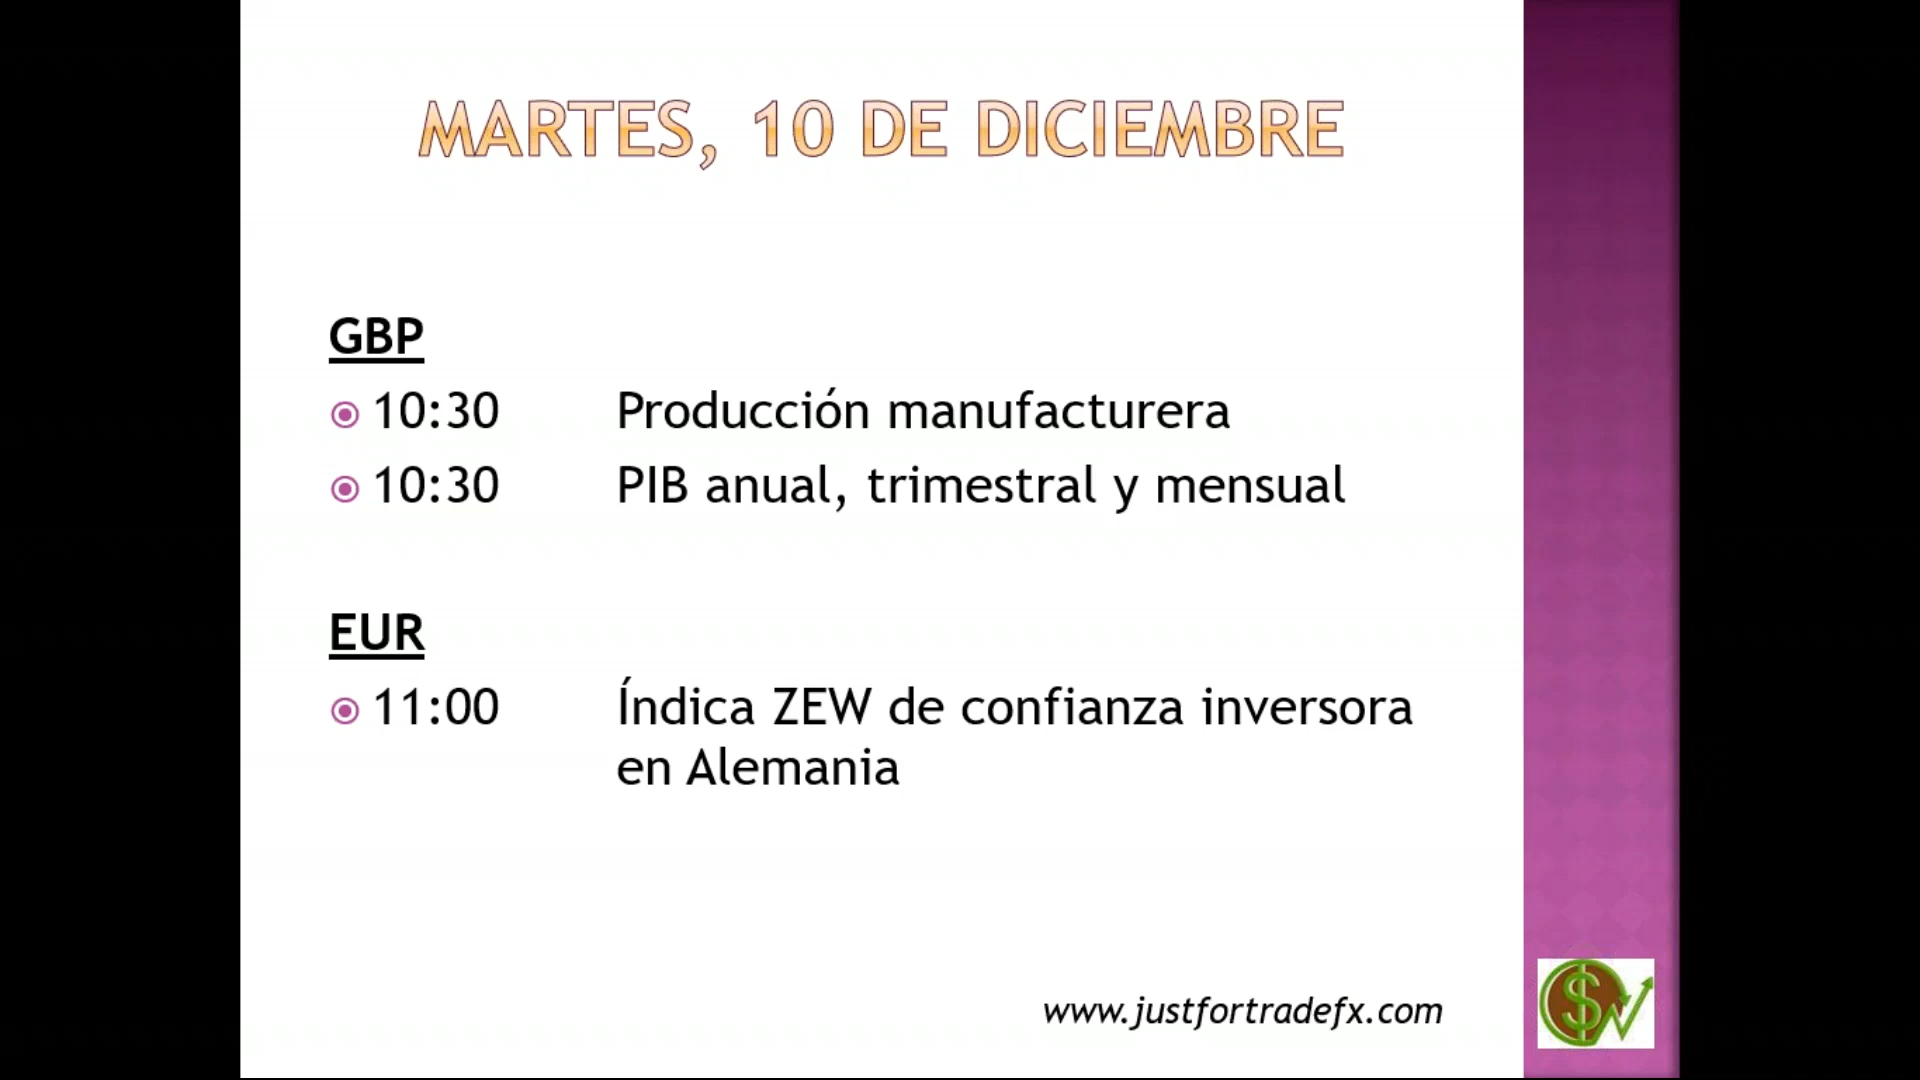 MARTES, 10 DE DICIEMBRE
GBP
10:30 Producción manufacturera
10:30 PIB anual, trimestral y mensual
EUR
11:00 Índica ZEW de confianza inversora
en Alemania
www.justfortradefx.com